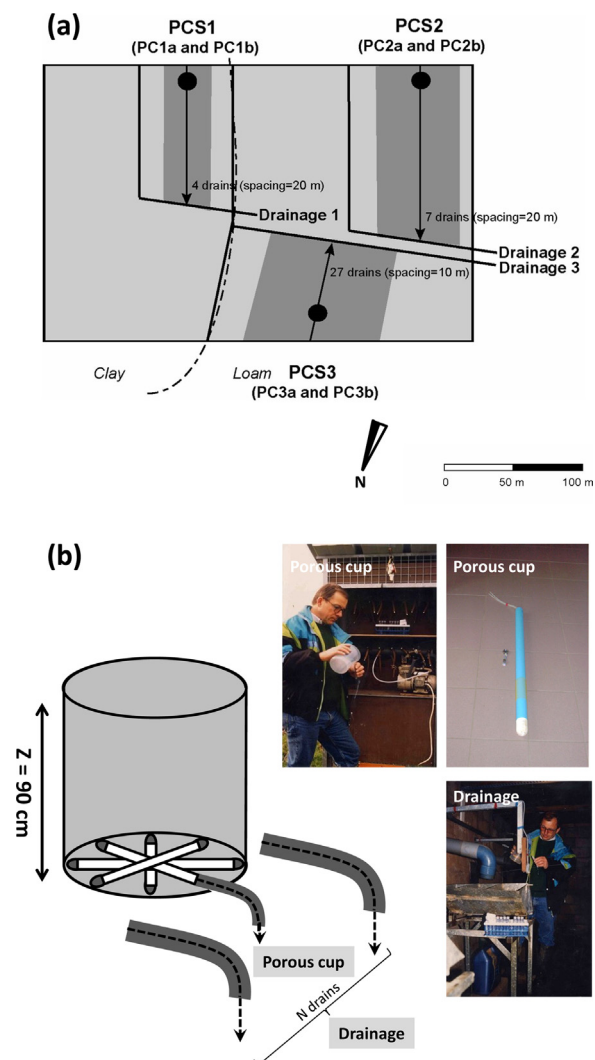 (a)
PCS1
(PC1a and PC1b)
PCS2
(PC2a and PC2b)
4 drains (spacing=20 m)
Drainage 1
7 drains (spacing=20 m)
Drainage 2
Drainage 3
27 drains (spacing=10 m)
Clay
Loam
PCS3
(PC3a and PC3b)
N
0
50 m
100 m
(b)
Porous cup
Porous cup
Z = 90 cm
Drainage
Porous cup
N drains
Drainage